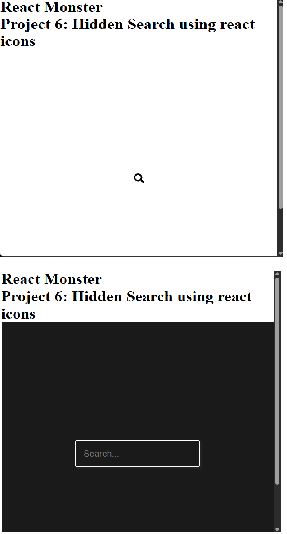 React Monster
Project 6: Hidden Search using react
icons
React Monster
Project 6: Hidden Search using react
icons
Search...